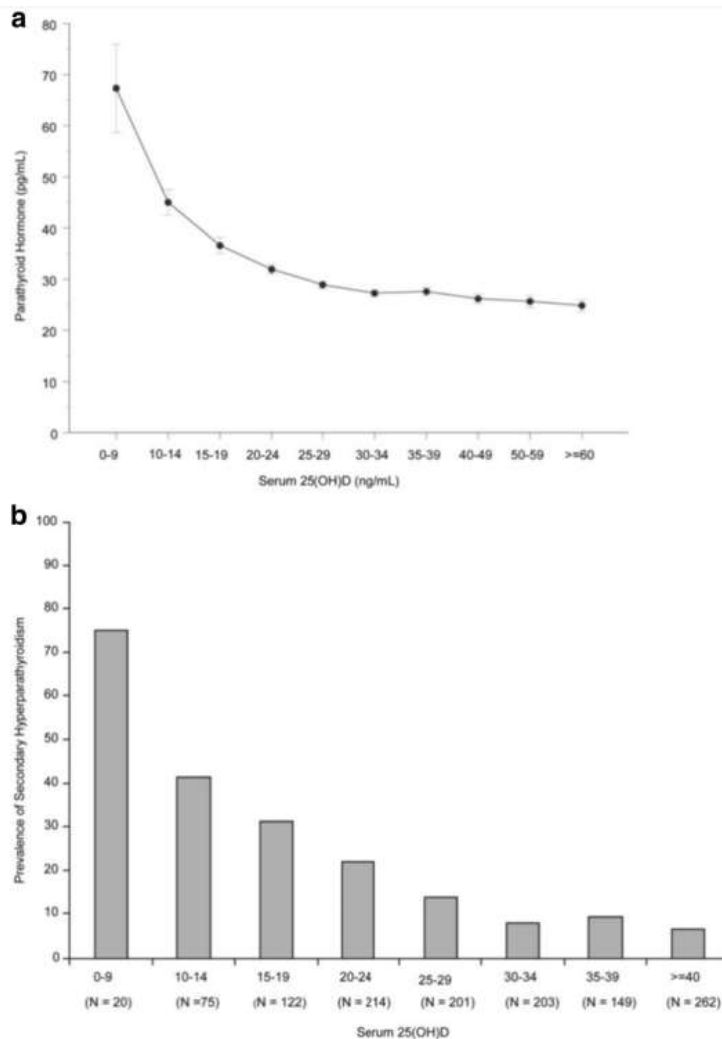 a
80
70
60
50
40
30
20
10
0
Parathyroid Hormone (pg/mL)
0-9 10-14 15-19 20-24 25-29 30-34 35-39 40-49 50-59 >=60
Serum 25(OH)D (ng/mL)
b
100
90
80
70
60
50
40
30
20
10
0
Prevalence of Secondary Hyperparathyroidism
0-9 10-14 15-19 20-24 25-29 30-34 35-39 >=40
(N = 20) (N =75) (N = 122) (N = 214) (N = 201) (N = 203) (N = 149) (N = 262)
Serum 25(OH)D